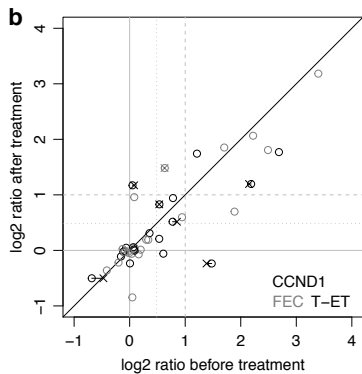 b
log2 ratio after treatment
4
3
2
1
0
−1
CCND1
FEC T−ET
−1 0 1 2 3 4
log2 ratio before treatment